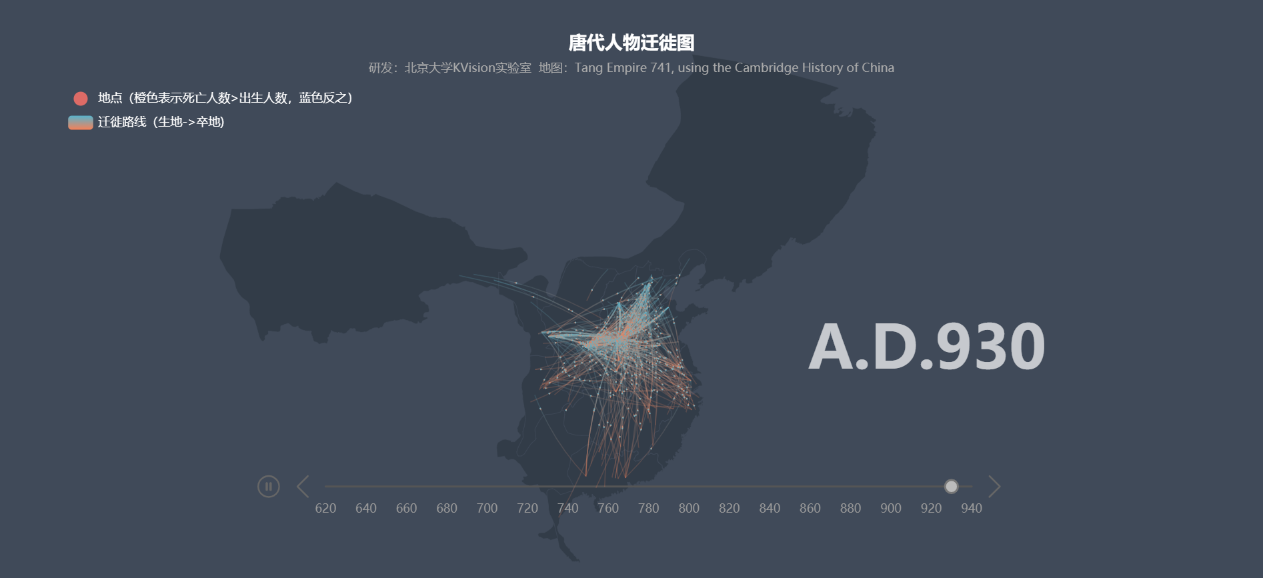 唐代人物迁徙图
研发：北京大学KVision实验室 地图：Tang Empire 741, using the Cambridge History of China
地点（橙色表示死亡人数>出生人数，蓝色反之）
迁徙路线（生地->卒地）
A.D.930
620 640 660 680 700 720 740 760 780 800 820 840 860 880 900 920 940